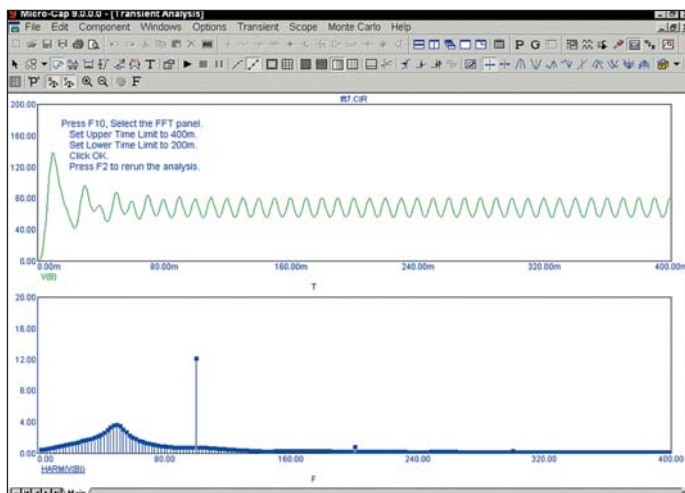 Micro-Cap 9.0.0.0 - [Transient Analysis]
File Edit Component Windows Options Transient Scope Monte Carlo Help
T P G
P F
fft7.CIR
200.00
160.00
120.00
80.00
40.00
0.00
Press F10, Select the FFT panel.
Set Upper Time Limit to 400m.
Set Lower Time Limit to 200m.
Click OK.
Press F2 to rerun the analysis.
0.00m 80.00m 160.00m 240.00m 320.00m 400.00m
V(B)
T
20.00
16.00
12.00
8.00
4.00
0.00
0.00 80.00 160.00 240.00 320.00 400.00
HARM(V(B))
F
Main